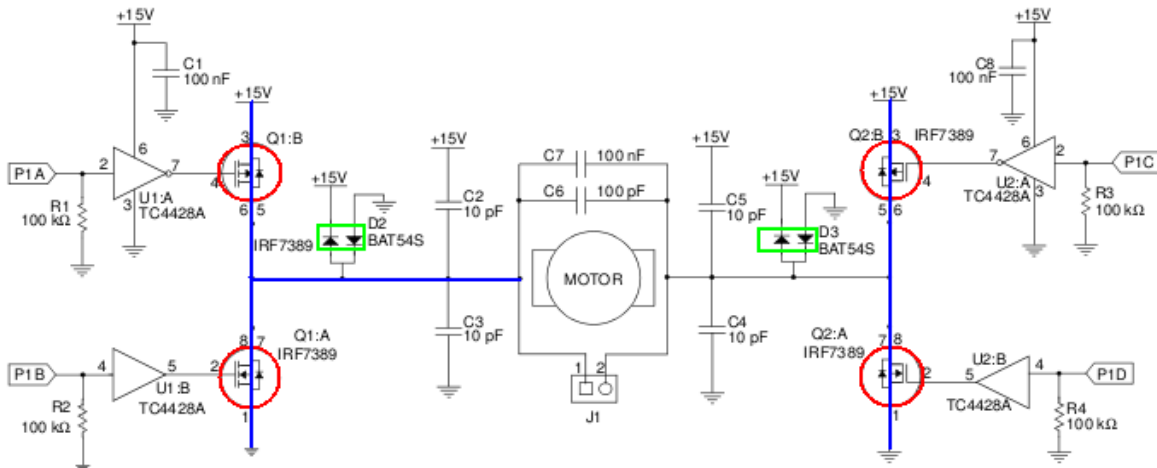 +15V
C1
100 nF
6
P1A
2
7
U1:A
3
TC4428A
R1
100 kΩ
+15V
3
Q1:B
4
6 5
IRF7389
+15V
D2
BAT54S
+15V
C2
10 pF
C3
10 pF
P1B
4
5
U1:B
TC4428A
R2
100 kΩ
Q1:A
8 7
IRF7389
2
1
C7
100 nF
C6
100 pF
MOTOR
1
2
J1
+15V
C5
10 pF
C4
10 pF
+15V
D3
BAT54S
+15V
3
Q2:B
IRF7389
4
5 6
+15V
C8
100 nF
6
7
2
P1C
U2:A
TC4428A
3
R3
100 kΩ
Q2:A
7 8
IRF7389
2
1
U2:B
5
4
P1D
TC4428A
R4
100 kΩ